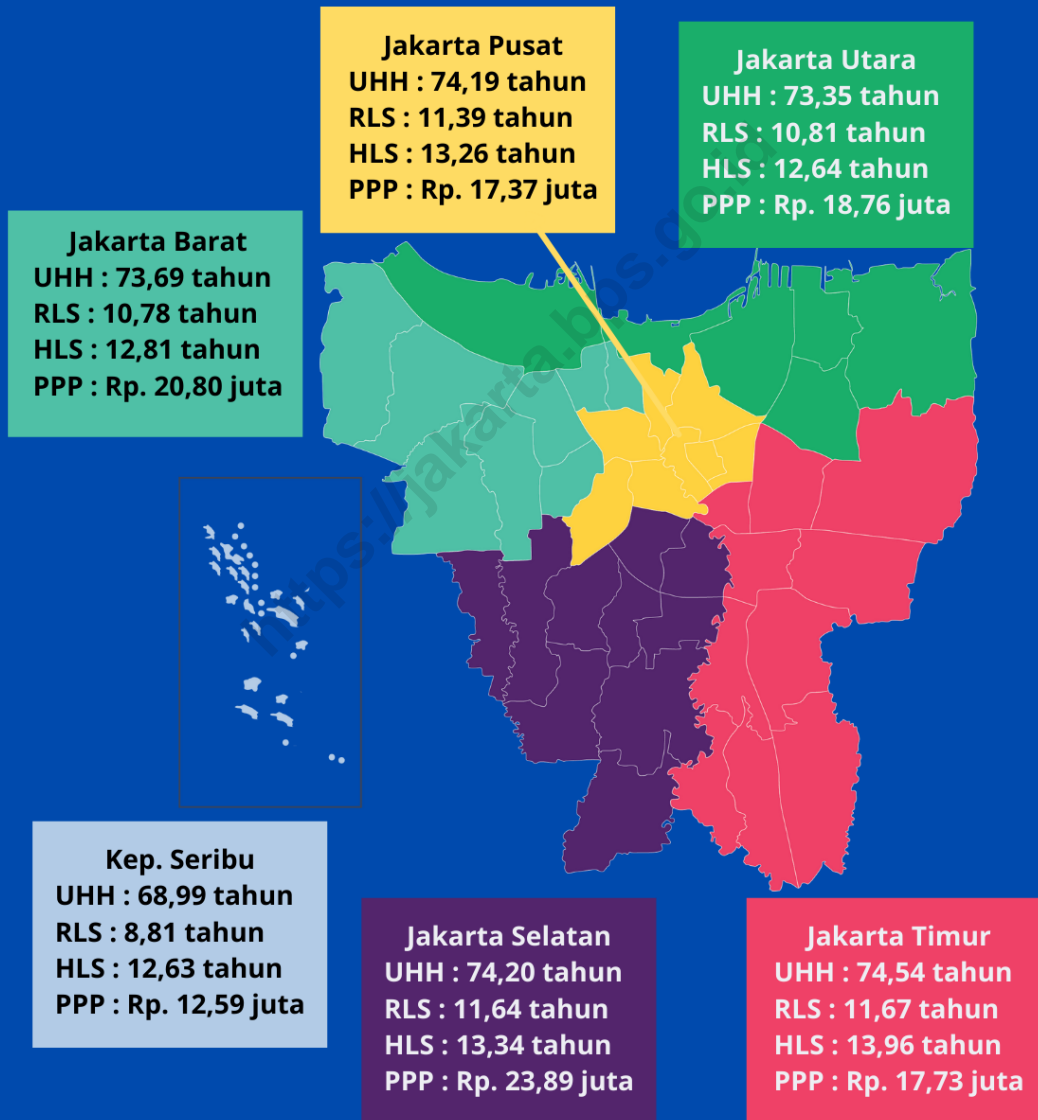 Jakarta Pusat
UHH : 74,19 tahun
RLS : 11,39 tahun
HLS : 13,26 tahun
PPP : Rp. 17,37 juta
Jakarta Utara
UHH : 73,35 tahun
RLS : 10,81 tahun
HLS : 12,64 tahun
PPP : Rp. 18,76 juta
Jakarta Barat
UHH : 73,69 tahun
RLS : 10,78 tahun
HLS : 12,81 tahun
PPP : Rp. 20,80 juta
https://jakarta.bps.go.id
Kep. Seribu
UHH : 68,99 tahun
RLS : 8,81 tahun
HLS : 12,63 tahun
PPP : Rp. 12,59 juta
Jakarta Selatan
UHH : 74,20 tahun
RLS : 11,64 tahun
HLS : 13,34 tahun
PPP : Rp. 23,89 juta
Jakarta Timur
UHH : 74,54 tahun
RLS : 11,67 tahun
HLS : 13,96 tahun
PPP : Rp. 17,73 juta